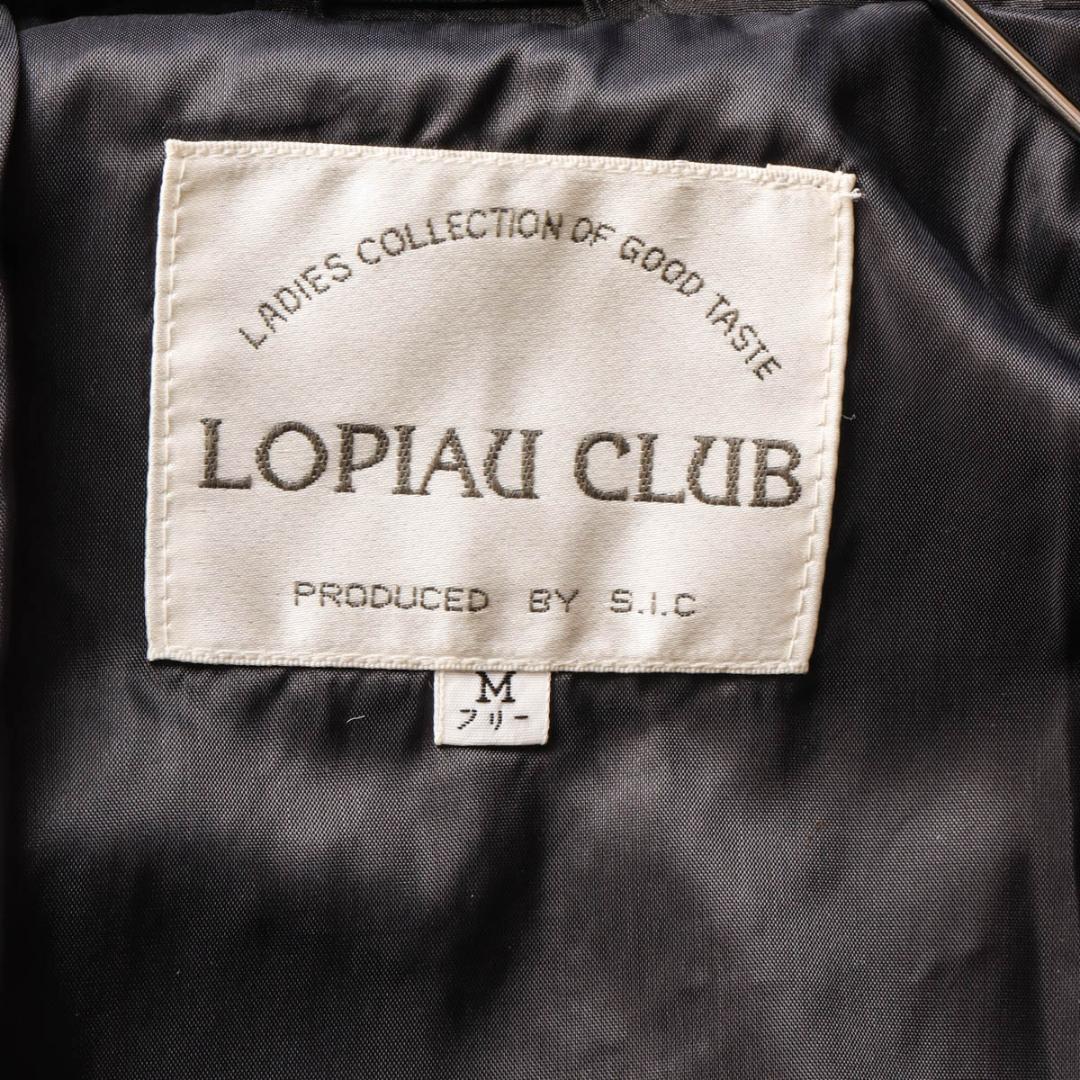 LADIES COLLECTION OF GOOD TASTE
LOPIAU CLUB
PRODUCED BY S.I.C
M
フリー